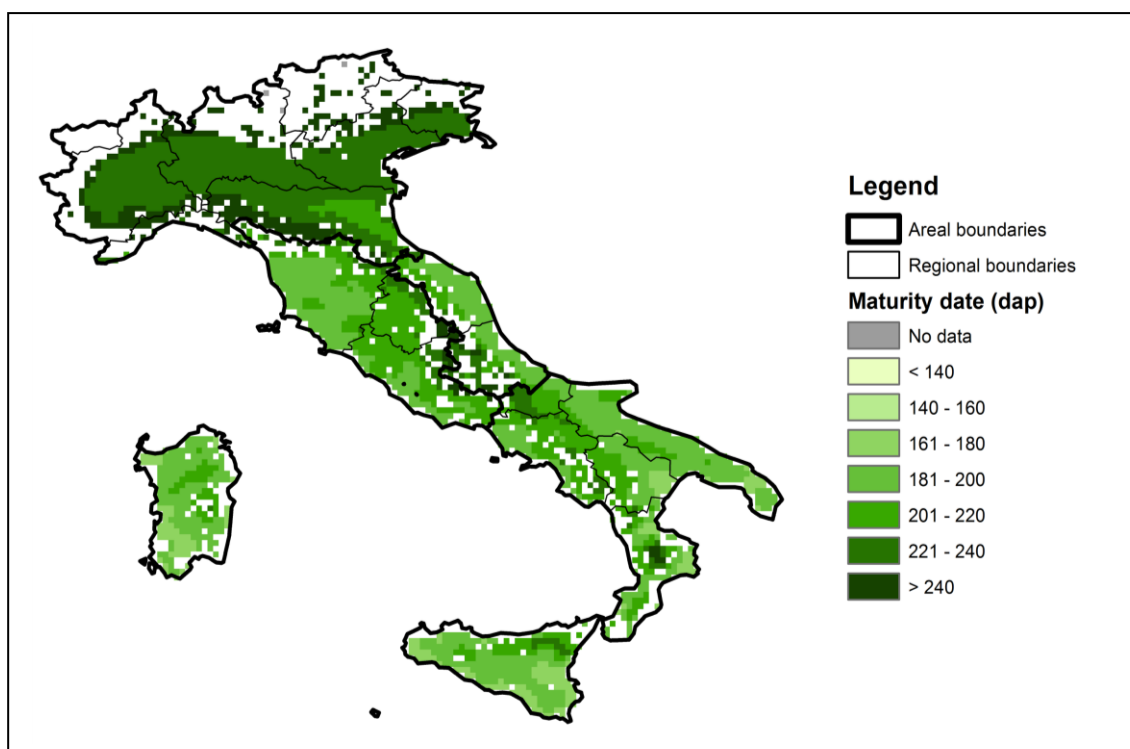 Legend
Areal boundaries
Regional boundaries
Maturity date (dap)
No data
< 140
140 - 160
161 - 180
181 - 200
201 - 220
221 - 240
> 240